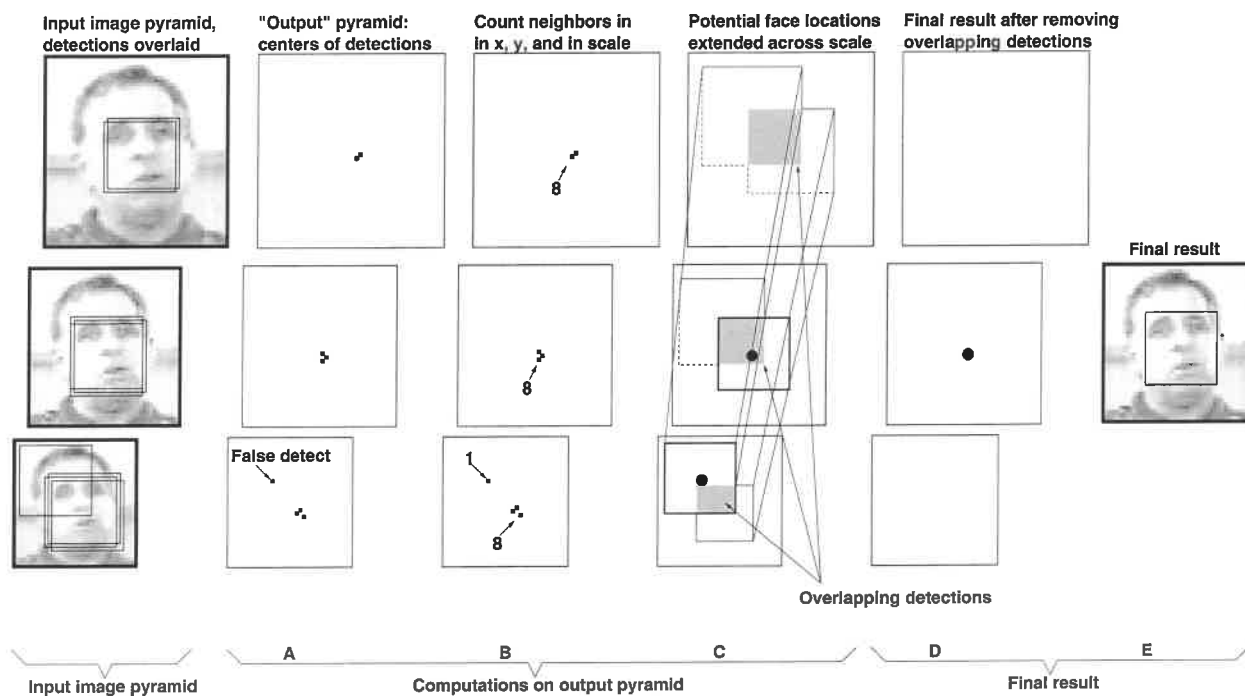 Input image pyramid,
detections overlaid
"Output" pyramid:
centers of detections
Count neighbors in
in x, y, and in scale
Potential face locations
extended across scale
Final result after removing
overlapping detections
8
Final result
8
False detect
1
8
Overlapping detections
A
B
C
D
E
Input image pyramid
Computations on output pyramid
Final result